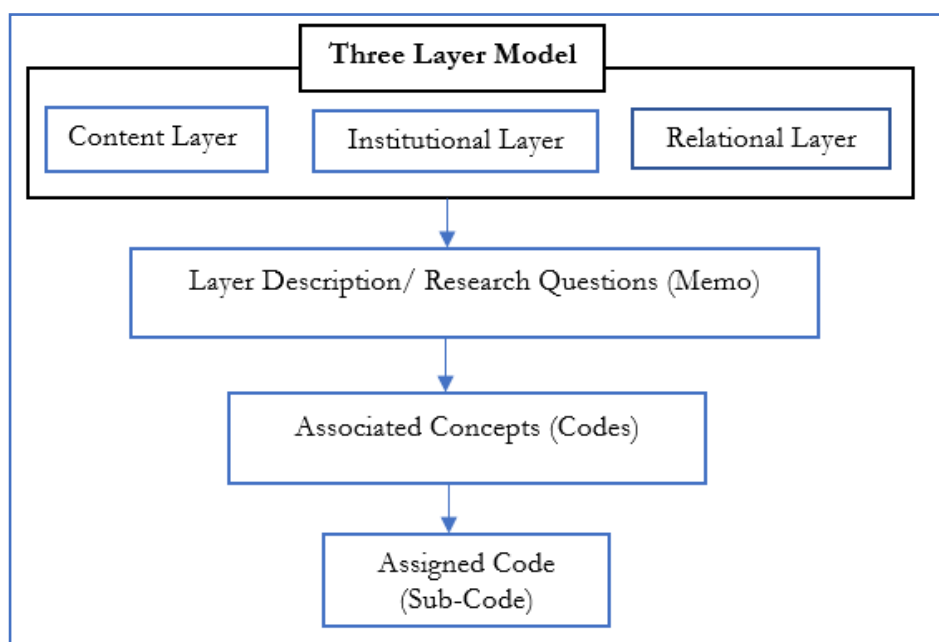 Three Layer Model
Content Layer
Institutional Layer
Relational Layer
Layer Description/ Research Questions (Memo)
Associated Concepts (Codes)
Assigned Code
(Sub-Code)